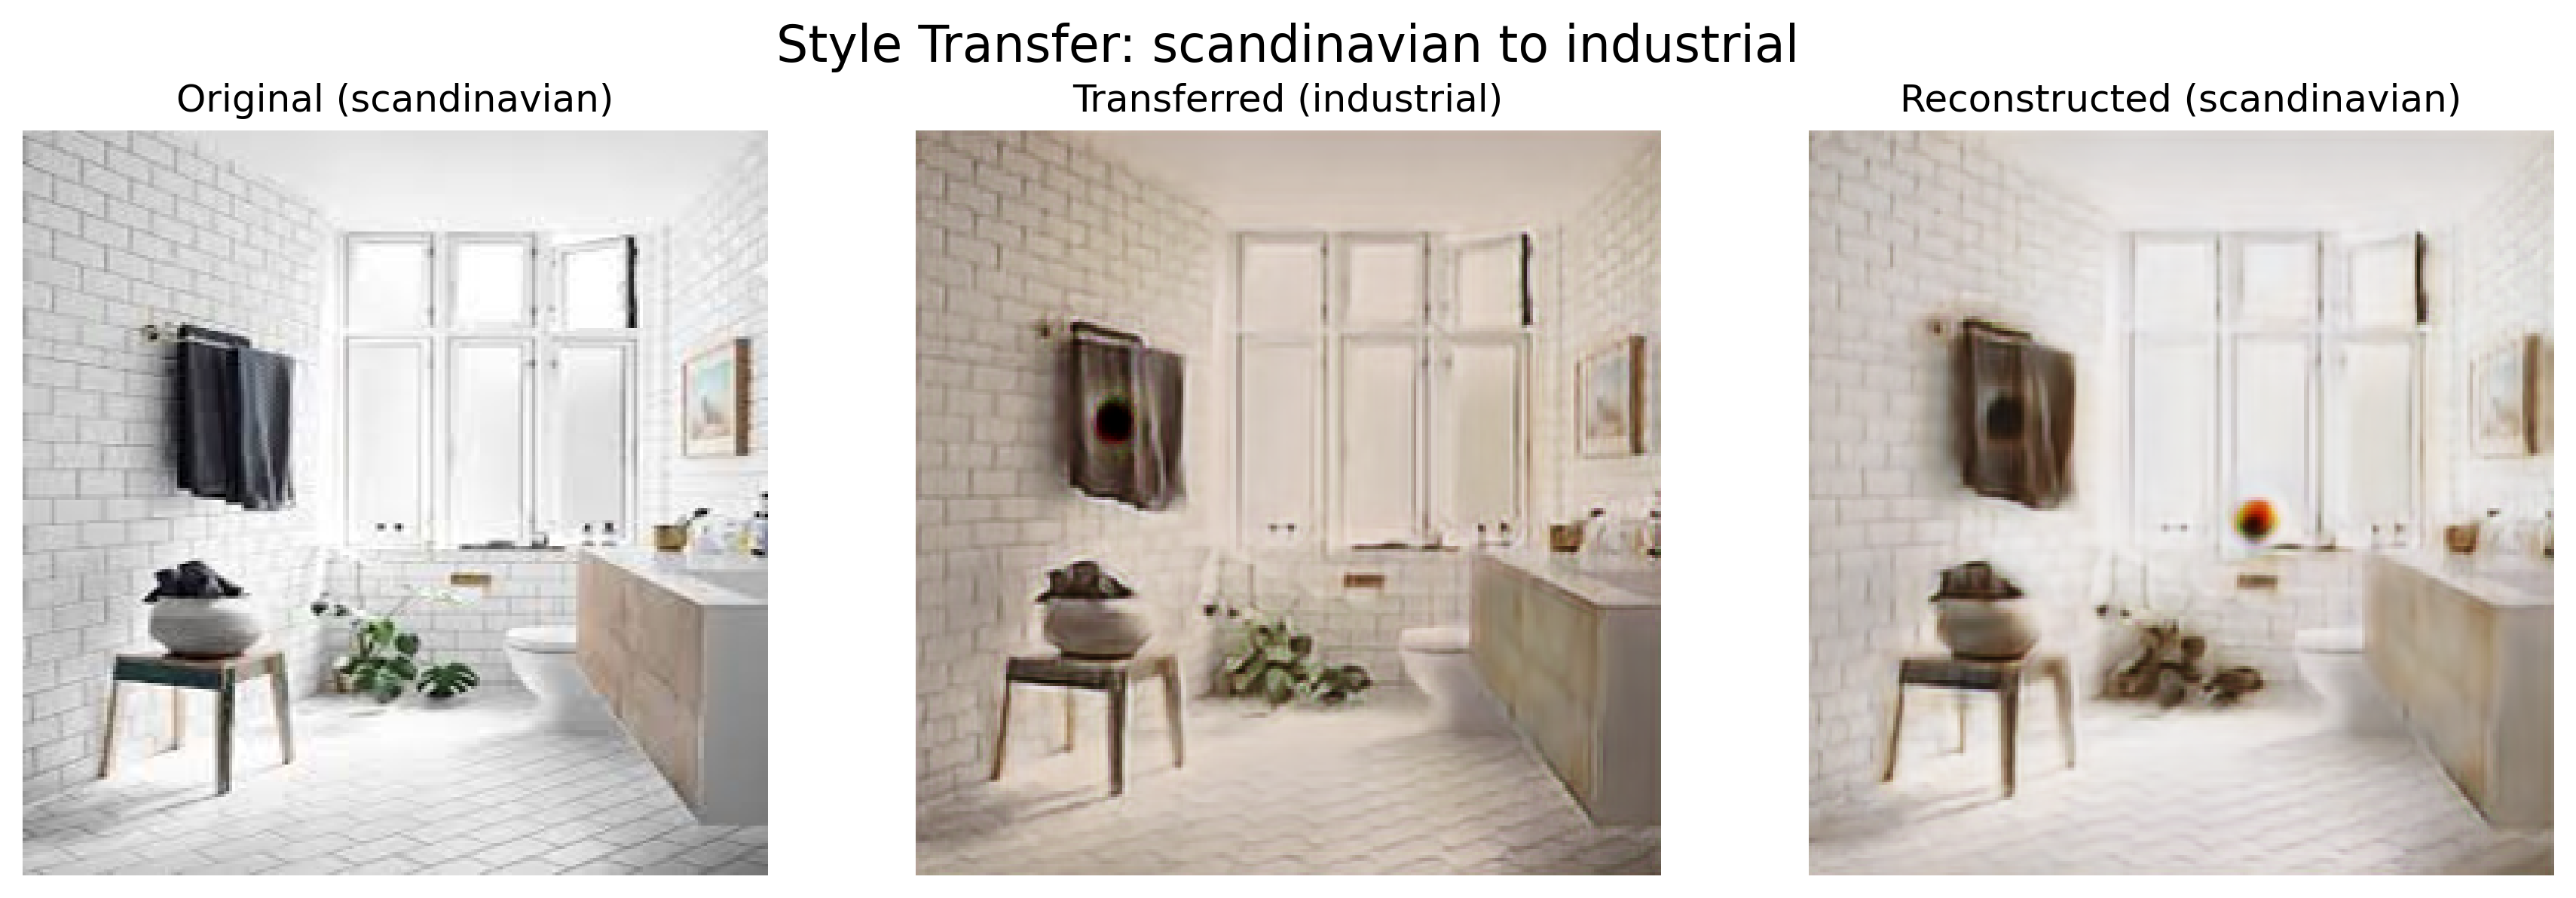 Style Transfer: scandinavian to industrial
Original (scandinavian)
Transferred (industrial)
Reconstructed (scandinavian)